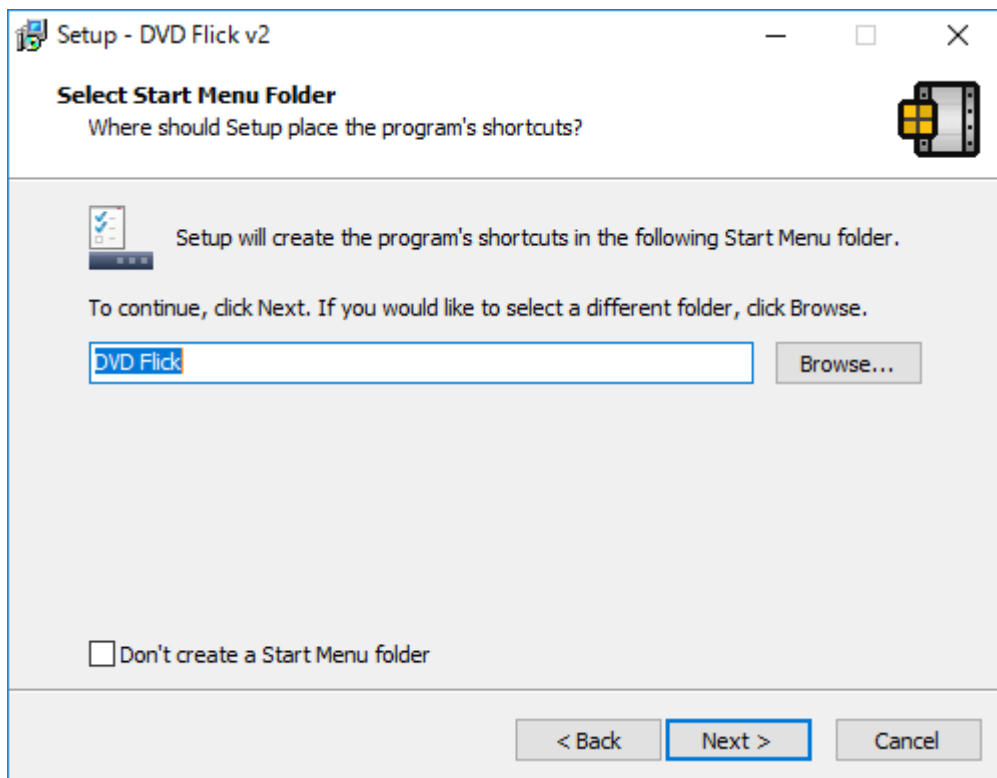 Setup - DVD Flick v2
Select Start Menu Folder
Where should Setup place the program's shortcuts?
Setup will create the program's shortcuts in the following Start Menu folder.
To continue, click Next. If you would like to select a different folder, click Browse.
DVD Flick
Browse...
Don't create a Start Menu folder
< Back
Next >
Cancel